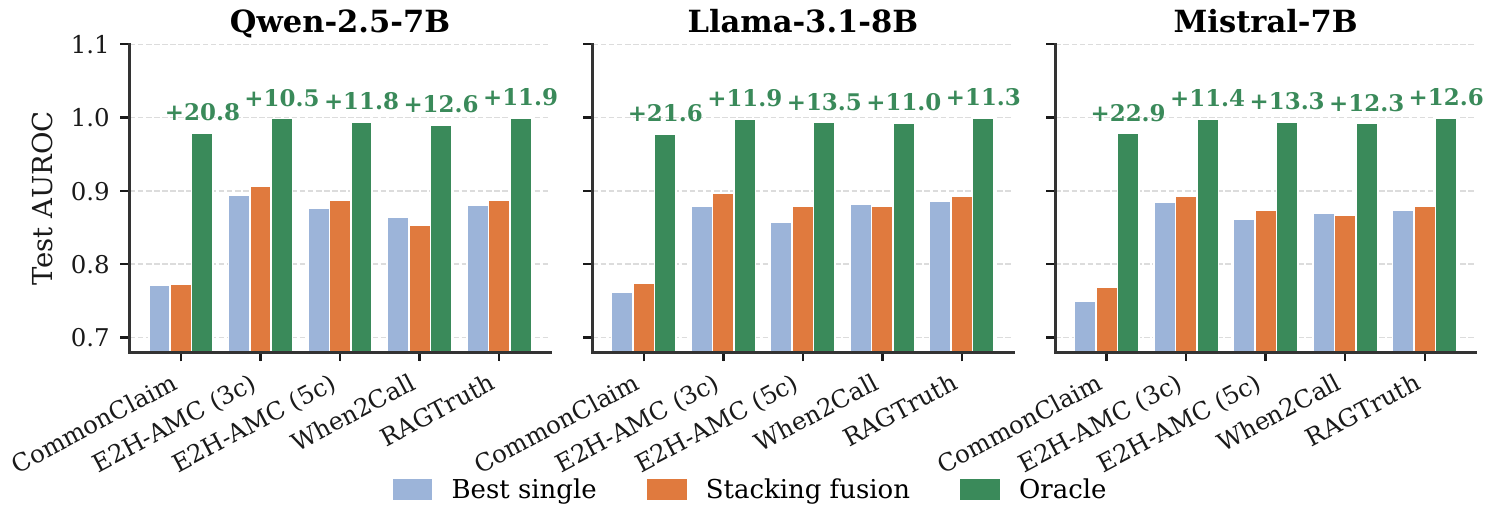 Qwen-2.5-7B
Llama-3.1-8B
Mistral-7B
Test AUROC
1.1
1.0
0.9
0.8
0.7
+20.8
+10.5
+11.8
+12.6
+11.9
+21.6
+11.9
+13.5
+11.0
+11.3
+22.9
+11.4
+13.3
+12.3
+12.6
CommonClaim
E2H-AMC (3c)
E2H-AMC (5c)
When2Call
RAGTruth
CommonClaim
E2H-AMC (3c)
E2H-AMC (5c)
When2Call
RAGTruth
CommonClaim
E2H-AMC (3c)
E2H-AMC (5c)
When2Call
RAGTruth
Best single
Stacking fusion
Oracle